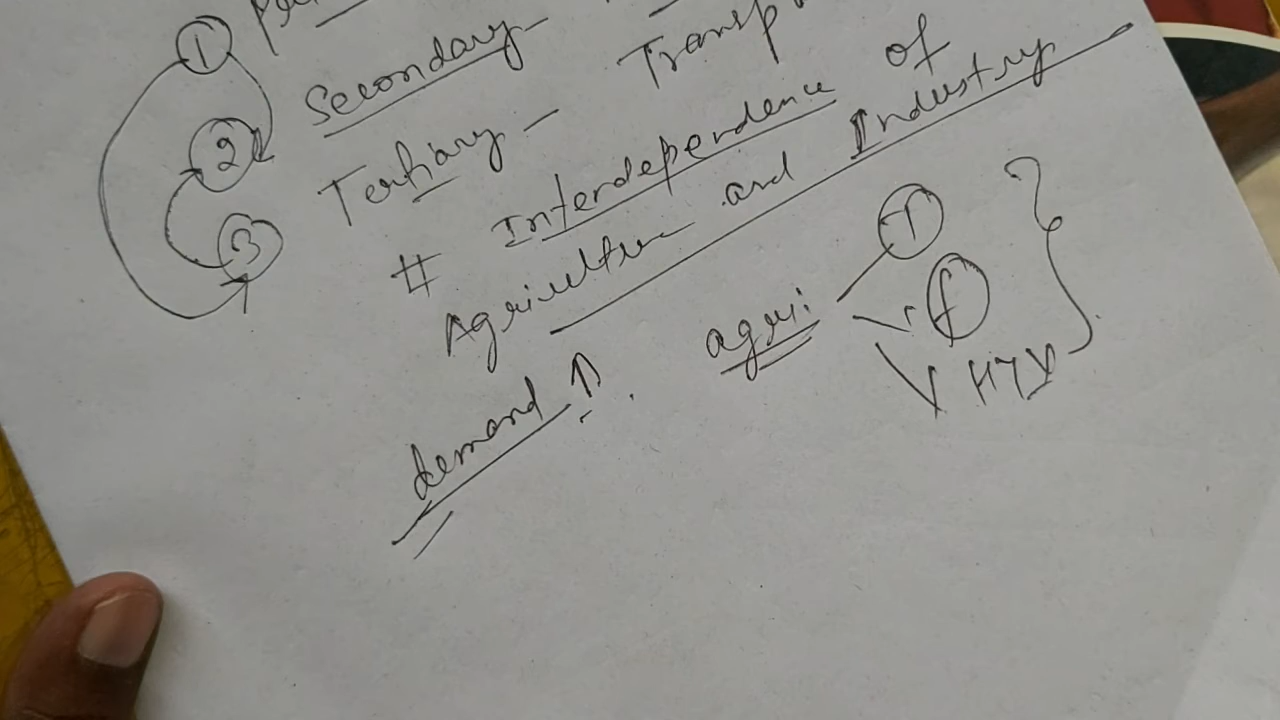 ①
② Secondary -
③ Tertiary - Transp
# Interdependence of
Agriculture and Industry
demand ↑ . agri: T
f
HYV